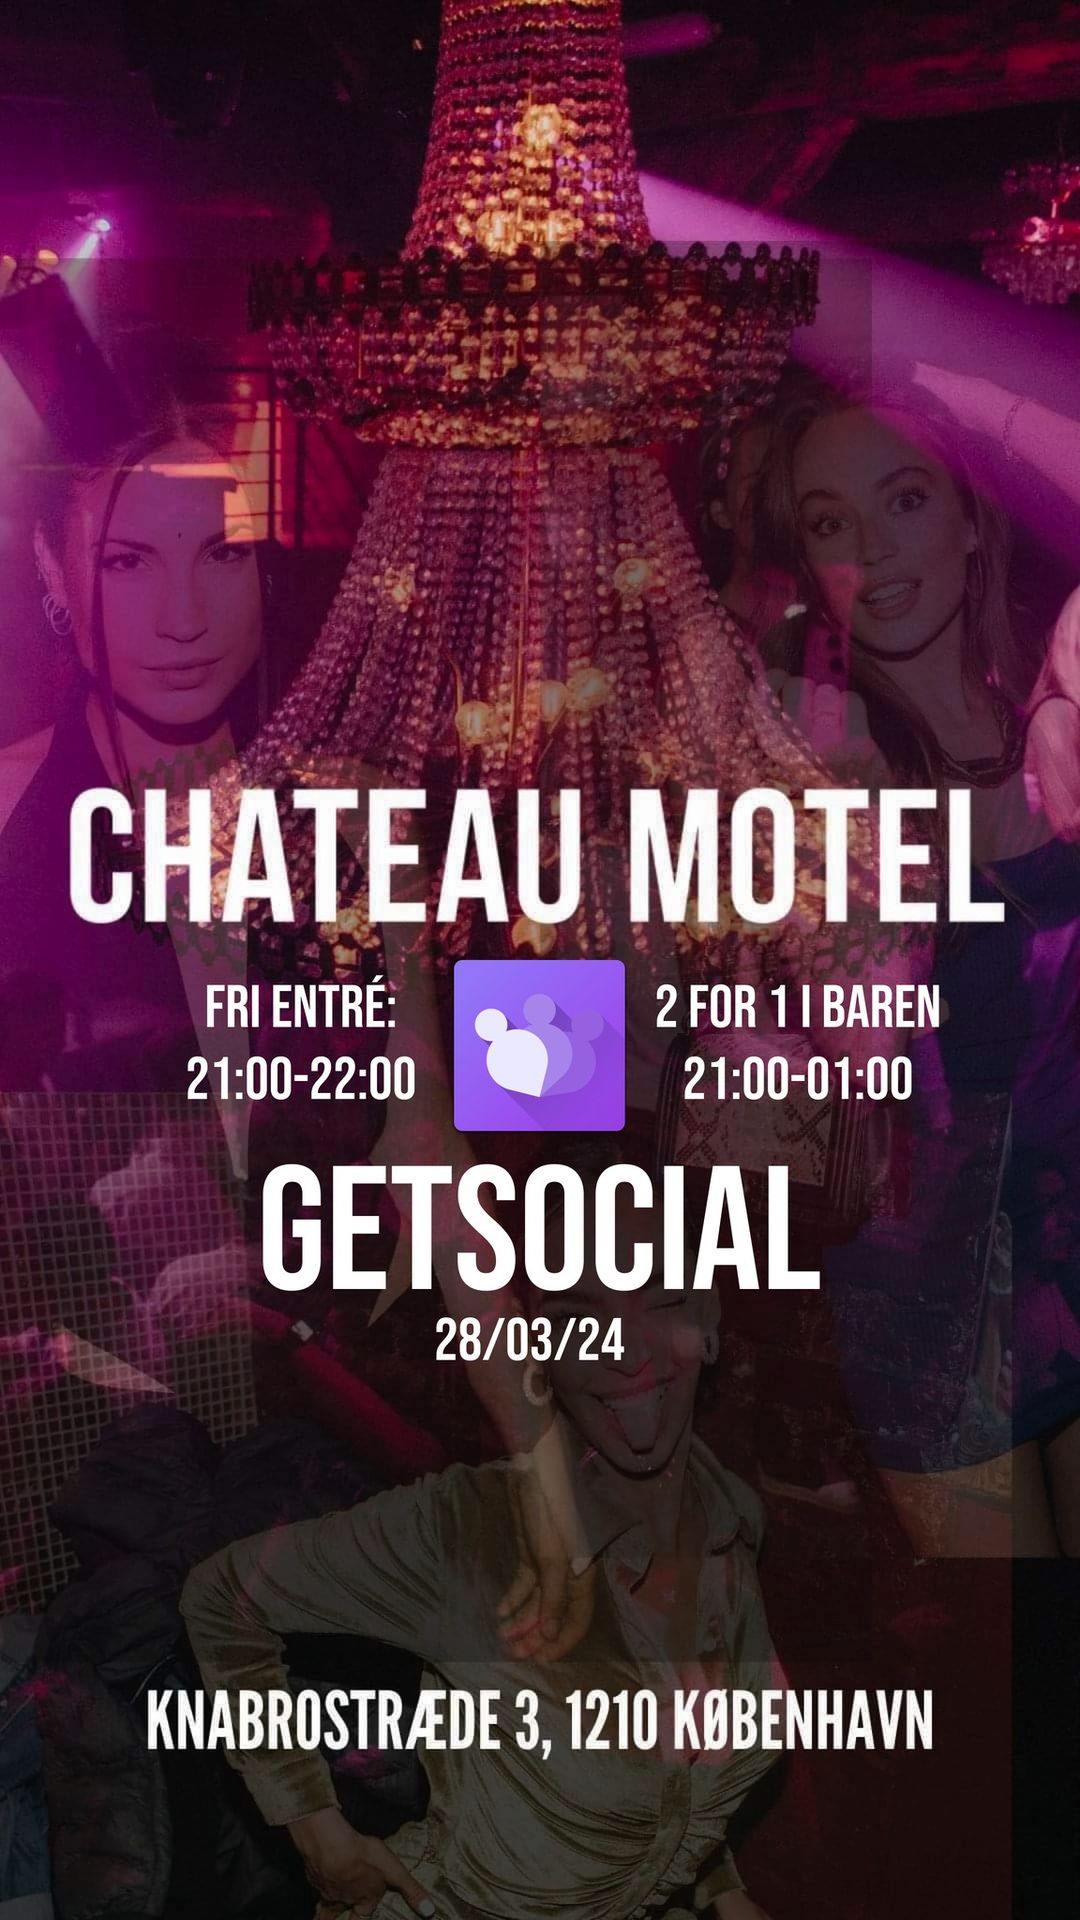 CHATEAU MOTEL
FRI ENTRÉ:
21:00-22:00
2 FOR 1 I BAREN
21:00-01:00
GETSOCIAL
28/03/24
KNABROSTRÆDE 3, 1210 KØBENHAVN